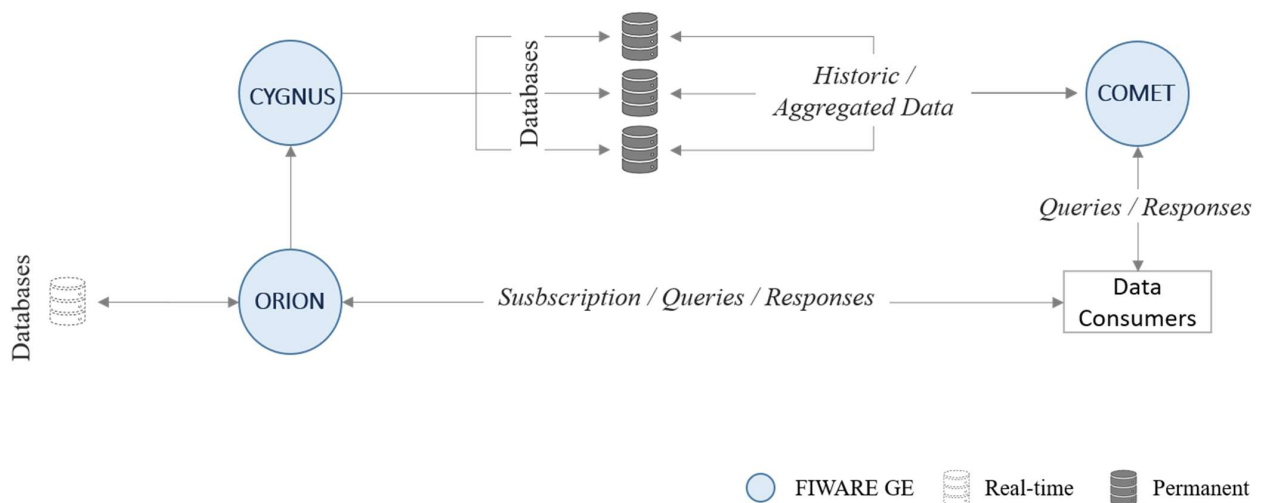 CYGNUS
Databases
Historic /
Aggregated Data
COMET
Queries / Responses
Databases
ORION
Susbscription / Queries / Responses
Data
Consumers
FIWARE GE
Real-time
Permanent